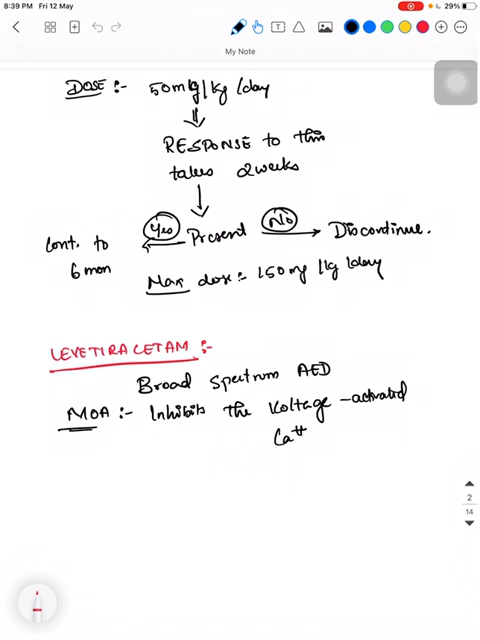 8:39 PM Fri 12 May
29%
My Note
DOSE :- 50mg/kg/day
RESPONSE to this
takes 2 weeks
Yes Present No Discontinue.
Cont. to
6 mon
Max dose :- 150 mg/kg/day
LEVETIRACETAM :-
Broad Spectrum AED
MOA :- Inhibits the Voltage-activated
Ca++
2
14